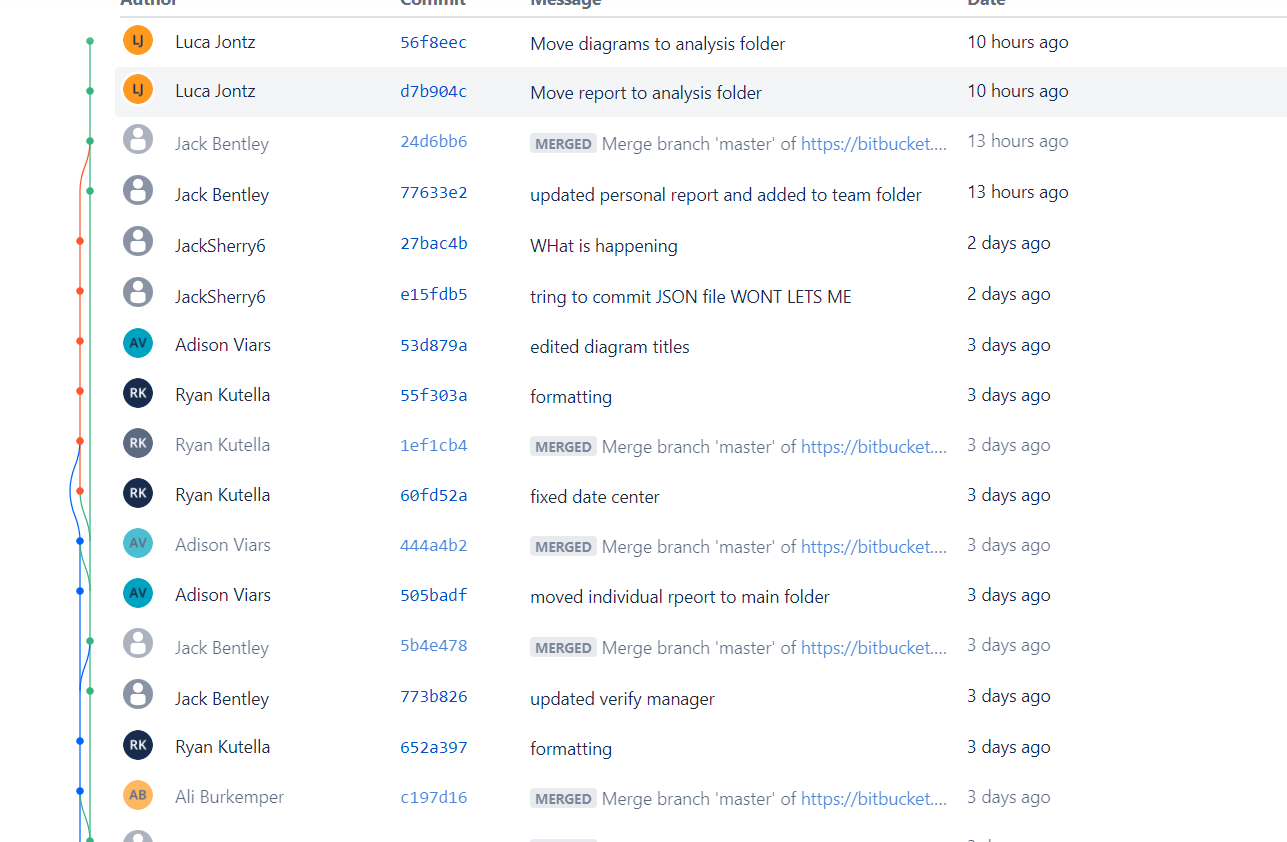 Author Commit Message Date
LJ Luca Jontz 56f8eec Move diagrams to analysis folder 10 hours ago
LJ Luca Jontz d7b904c Move report to analysis folder 10 hours ago
Jack Bentley 24d6bb6 MERGED Merge branch 'master' of https://bitbucket.... 13 hours ago
Jack Bentley 77633e2 updated personal report and added to team folder 13 hours ago
JackSherry6 27bac4b WHat is happening 2 days ago
JackSherry6 e15fdb5 tring to commit JSON file WONT LETS ME 2 days ago
AV Adison Viars 53d879a edited diagram titles 3 days ago
RK Ryan Kutella 55f303a formatting 3 days ago
RK Ryan Kutella 1ef1cb4 MERGED Merge branch 'master' of https://bitbucket.... 3 days ago
RK Ryan Kutella 60fd52a fixed date center 3 days ago
AV Adison Viars 444a4b2 MERGED Merge branch 'master' of https://bitbucket.... 3 days ago
AV Adison Viars 505badf moved individual rpeort to main folder 3 days ago
Jack Bentley 5b4e478 MERGED Merge branch 'master' of https://bitbucket.... 3 days ago
Jack Bentley 773b826 updated verify manager 3 days ago
RK Ryan Kutella 652a397 formatting 3 days ago
AB Ali Burkemper c197d16 MERGED Merge branch 'master' of https://bitbucket.... 3 days ago